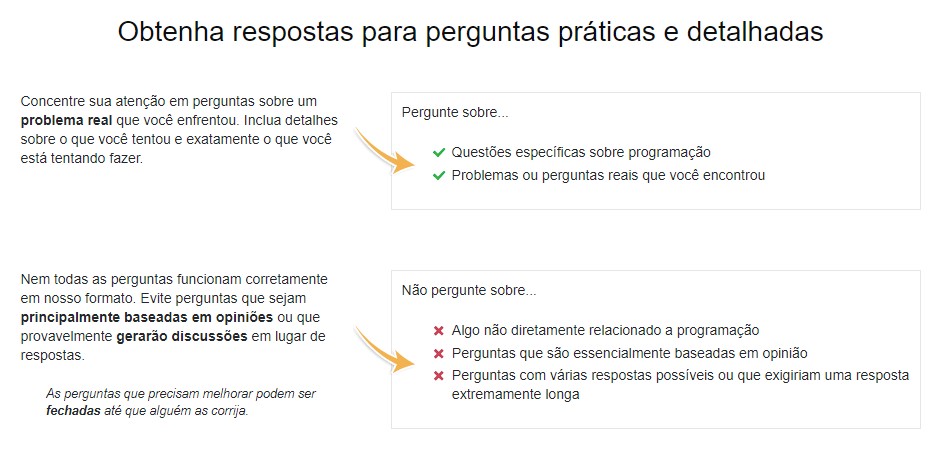 Obtenha respostas para perguntas práticas e detalhadas
Concentre sua atenção em perguntas sobre um
problema real que você enfrentou. Inclua detalhes
sobre o que você tentou e exatamente o que você
está tentando fazer.
Pergunte sobre...
Questões específicas sobre programação
Problemas ou perguntas reais que você encontrou
Nem todas as perguntas funcionam corretamente
em nosso formato. Evite perguntas que sejam
principalmente baseadas em opiniões ou que
provavelmente gerarão discussões em lugar de
respostas.
As perguntas que precisam melhorar podem ser
fechadas até que alguém as corrija.
Não pergunte sobre...
Algo não diretamente relacionado a programação
Perguntas que são essencialmente baseadas em opinião
Perguntas com várias respostas possíveis ou que exigiriam uma resposta
extremamente longa